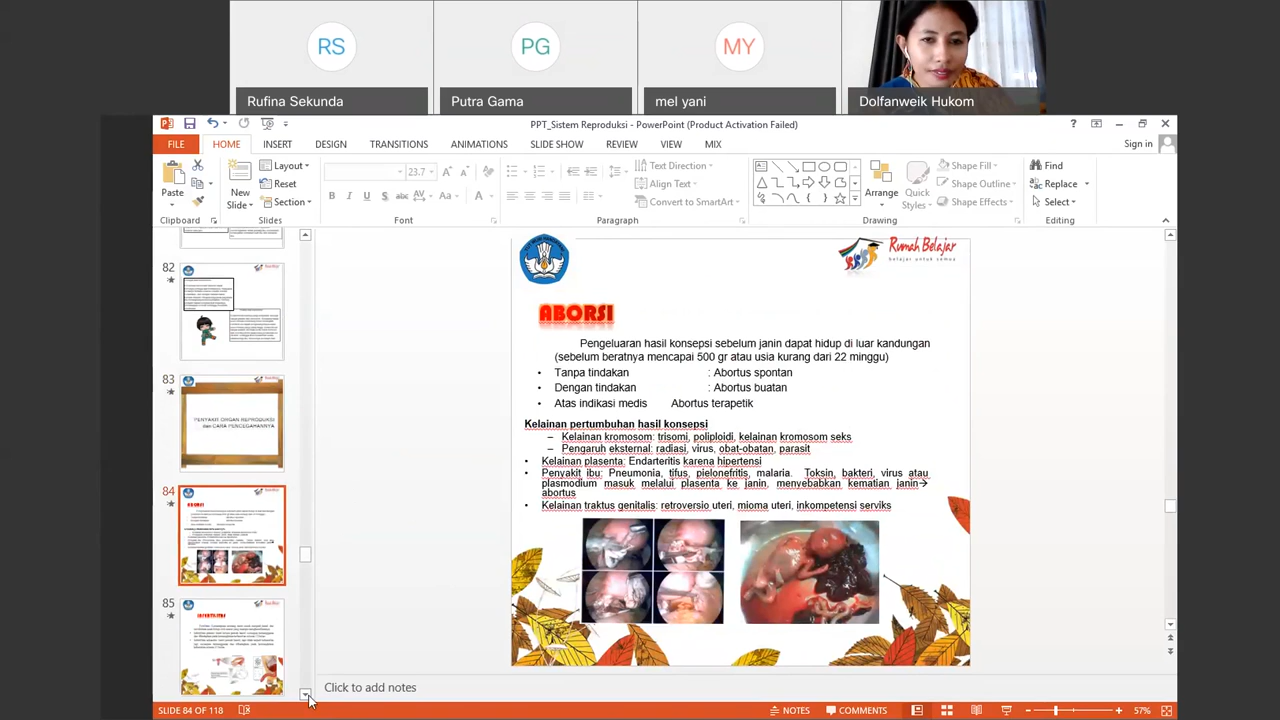 RS
PG
MY
Rufina Sekunda
Putra Gama
mel yani
Dolfanweik Hukom
PPT_Sistem Reproduksi - PowerPoint (Product Activation Failed)
FILE
HOME
INSERT
DESIGN
TRANSITIONS
ANIMATIONS
SLIDE SHOW
REVIEW
VIEW
MIX
Sign in
Paste
New
Slide
Layout
Reset
Section
23.7
Text Direction
Align Text
Convert to SmartArt
Arrange
Quick
Styles
Shape Fill
Shape Outline
Shape Effects
Find
Replace
Select
Clipboard
Slides
Font
Paragraph
Drawing
Editing
82
83
PENYAKIT ORGAN REPRODUKSI
dan CARA PENCEGAHANNYA
84
85
Rumah Belajar
belajar untuk semua
ABORSI
Pengeluaran hasil konsepsi sebelum janin dapat hidup di luar kandungan
(sebelum beratnya mencapai 500 gr atau usia kurang dari 22 minggu)
• Tanpa tindakan : Abortus spontan
• Dengan tindakan : Abortus buatan
• Atas indikasi medis Abortus terapetik
Kelainan pertumbuhan hasil konsepsi
– Kelainan kromosom: trisomi, poliploidi, kelainan kromosom seks
– Pengaruh eksternal: radiasi, virus, obat-obatan, parasit
• Kelainan plasenta: Endarteritis karena hipertensi
• Penyakit ibu: Pneumonia, tifus, pielonefritis, malaria. Toksin, bakteri, virus atau
plasmodium masuk melalui plasenta ke janin, menyebabkan kematian janin→
abortus
• Kelainan traktus genitalis: Retroversio uteri, mioma uteri, inkompetensi serviks
Click to add notes
SLIDE 84 OF 118
NOTES
COMMENTS
57%